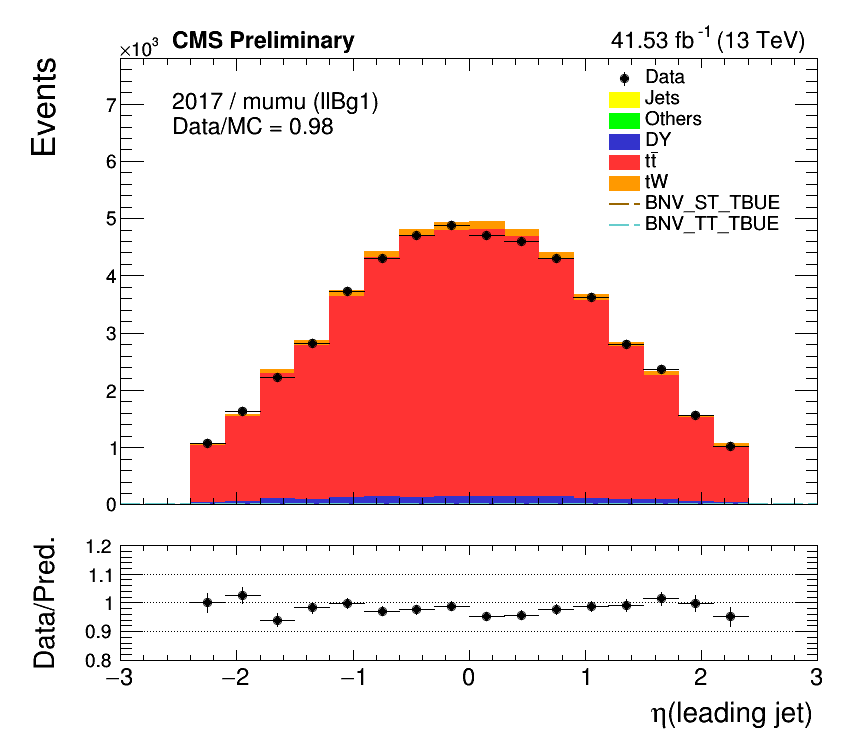 ×10³ CMS Preliminary 41.53 fb⁻¹ (13 TeV)
Events
2017 / mumu (llBg1)
Data/MC = 0.98
Data
Jets
Others
DY
tt̄
tW
BNV_ST_TBUE
BNV_TT_TBUE
7
6
5
4
3
2
1
0
Data/Pred.
1.2
1.1
1
0.9
0.8
−3 −2 −1 0 1 2 3
η(leading jet)